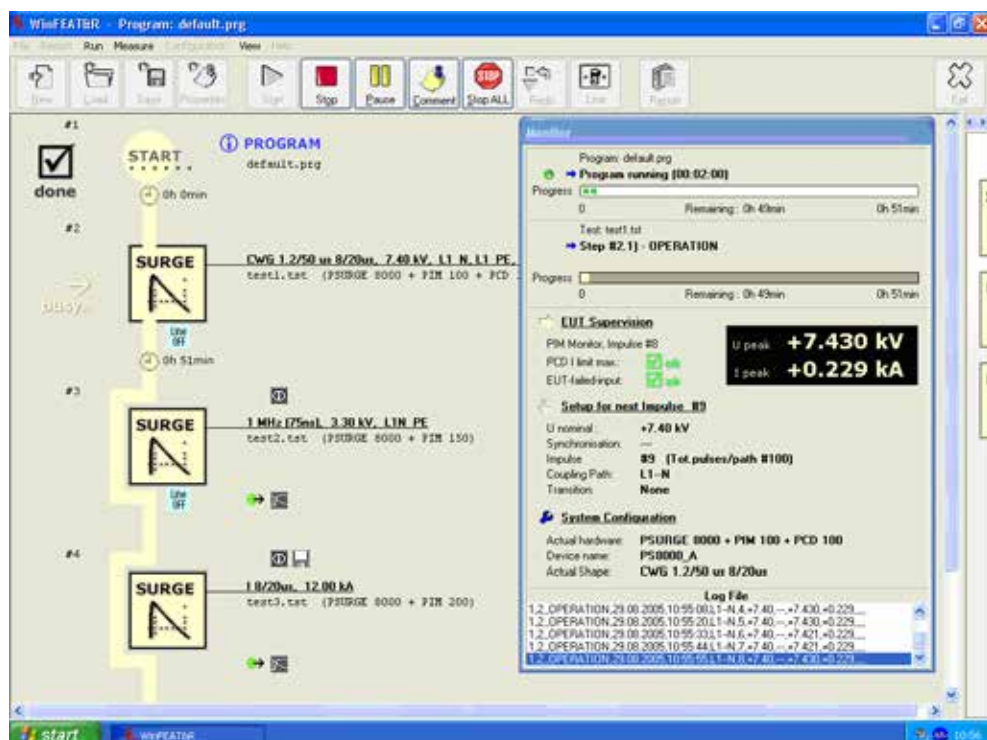 WinFEATER - Program: default.prg
File Report Run Measure Configuration View Help
New Load Save Properties Start Stop Pause Comment Stop ALL Line Report Exit
#1
done
START
PROGRAM
default.prg
0h 0min
#2
busy..
SURGE
CWG 1.2/50 us 8/20us, 7.40 kV, L1 N, L1 PE,
test1.tst (PSURGE 8000 + PIM 100 + PCD
Line
OFF
0h 51min
#3
SURGE
1 MHz (75ns), 3.30 kV, L1N PE
test2.tst (PSURGE 8000 + PIM 150)
Line
OFF
#4
SURGE
I 8/20us, 12.00 kA
test3.tst (PSURGE 8000 + PIM 200)
Monitor
Program: default.prg
Program running (00:02:00)
Progress
0 Remaining : 0h 49min 0h 51min
Test: test1.tst
Step #2.1) - OPERATION
Progress
0 Remaining : 0h 49min 0h 51min
EUT Supervision
PIM Monitor, Impulse #8
PCD I limit max.: ok
EUT-failed-input: ok
U peak +7.430 kV
I peak +0.229 kA
Setup for next Impulse #9
U nominal : +7.40 kV
Synchronisation: ---
Impulse #9 (Tot.pulses/path #100)
Coupling Path: L1--N
Transition: None
System Configuration
Actual hardware: PSURGE 8000 + PIM 100 + PCD 100
Device name: PS8000_A
Actual Shape: CWG 1.2/50 us 8/20us
Log File
1,2_OPERATION,29.08.2005,10:55:08,L1--N,4,+7.40,---,+7.430,+0.229,...
1,2_OPERATION,29.08.2005,10:55:20,L1--N,5,+7.40,---,+7.430,+0.229,...
1,2_OPERATION,29.08.2005,10:55:33,L1--N,6,+7.40,---,+7.421,+0.229,...
1,2_OPERATION,29.08.2005,10:55:44,L1--N,7,+7.40,---,+7.421,+0.229,...
1,2_OPERATION,29.08.2005,10:55:55,L1--N,8,+7.40,---,+7.430,+0.229,...
start WinFEATER 10:56